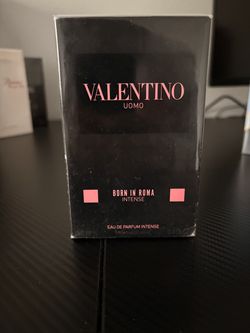 VALENTINO
UOMO
BORN IN ROMA
INTENSE
EAU DE PARFUM INTENSE